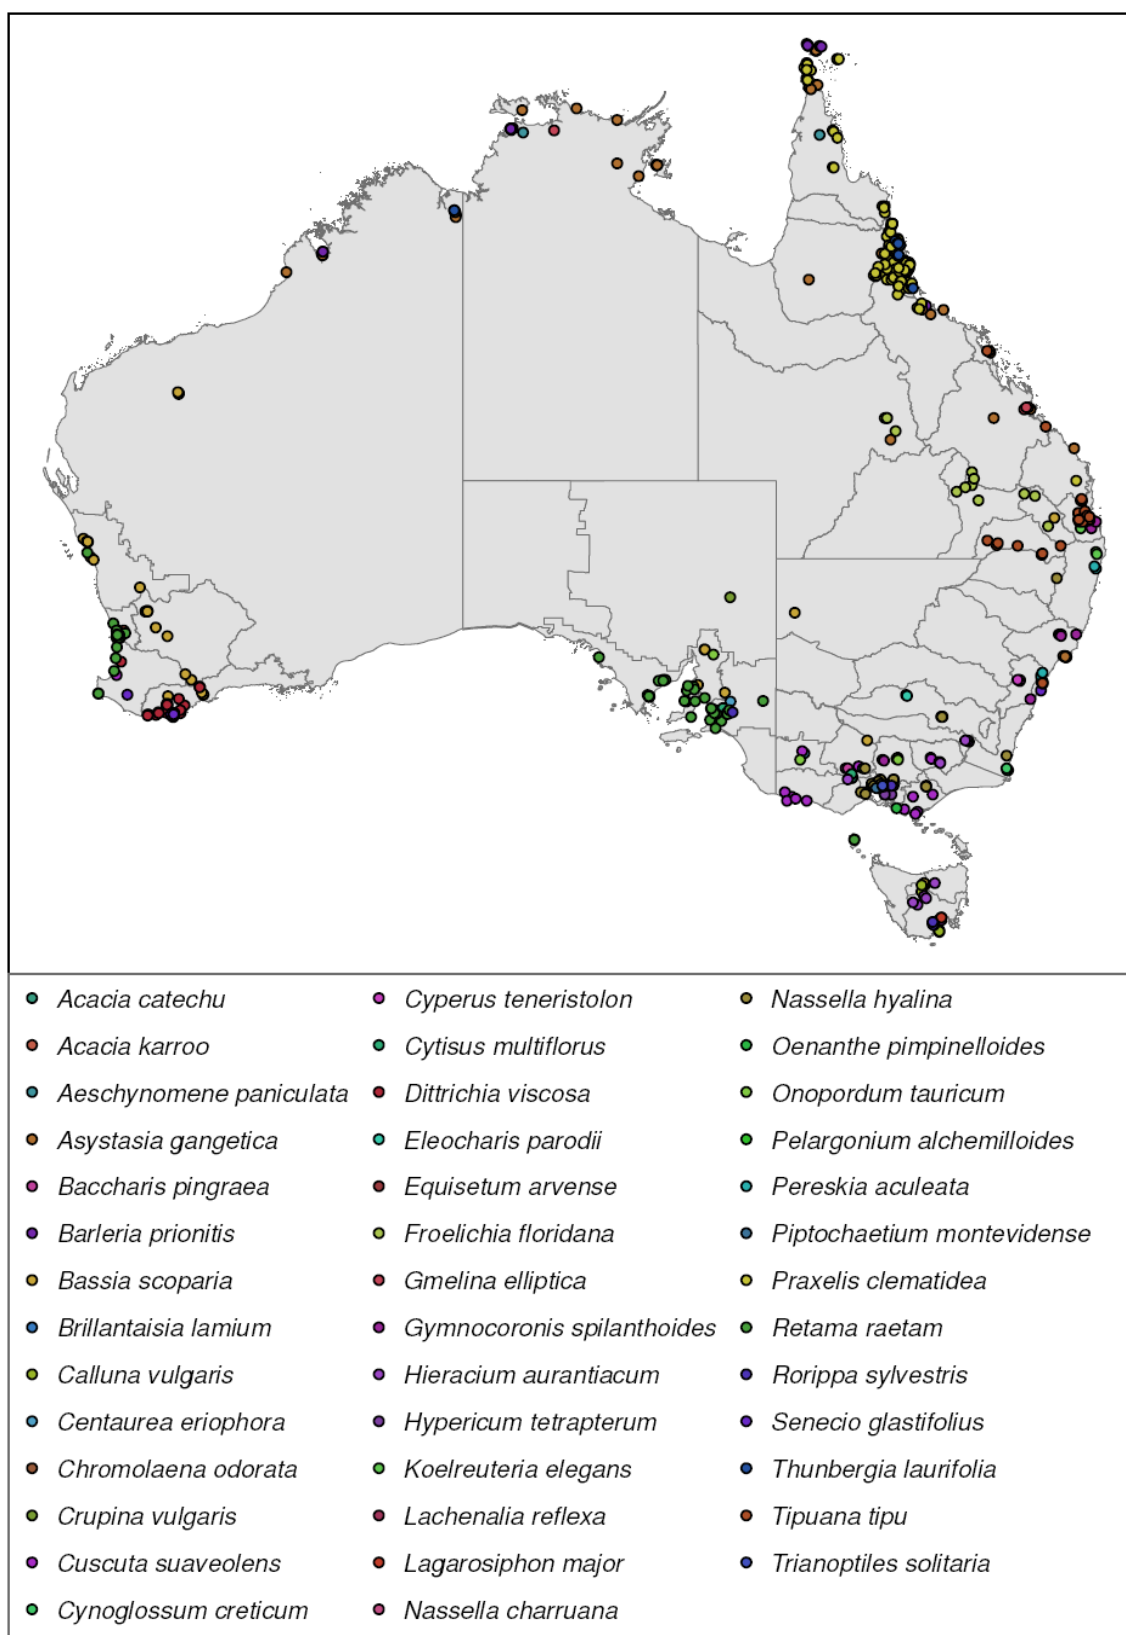 Acacia catechu
Acacia karroo
Aeschynomene paniculata
Asystasia gangetica
Baccharis pingraea
Barleria prionitis
Bassia scoparia
Brillantaisia lamium
Calluna vulgaris
Centaurea eriophora
Chromolaena odorata
Crupina vulgaris
Cuscuta suaveolens
Cynoglossum creticum
Cyperus teneristolon
Cytisus multiflorus
Dittrichia viscosa
Eleocharis parodii
Equisetum arvense
Froelichia floridana
Gmelina elliptica
Gymnocoronis spilanthoides
Hieracium aurantiacum
Hypericum tetrapterum
Koelreuteria elegans
Lachenalia reflexa
Lagarosiphon major
Nassella charruana
Nassella hyalina
Oenanthe pimpinelloides
Onopordum tauricum
Pelargonium alchemilloides
Pereskia aculeata
Piptochaetium montevidense
Praxelis clematidea
Retama raetam
Rorippa sylvestris
Senecio glastifolius
Thunbergia laurifolia
Tipuana tipu
Trianoptiles solitaria